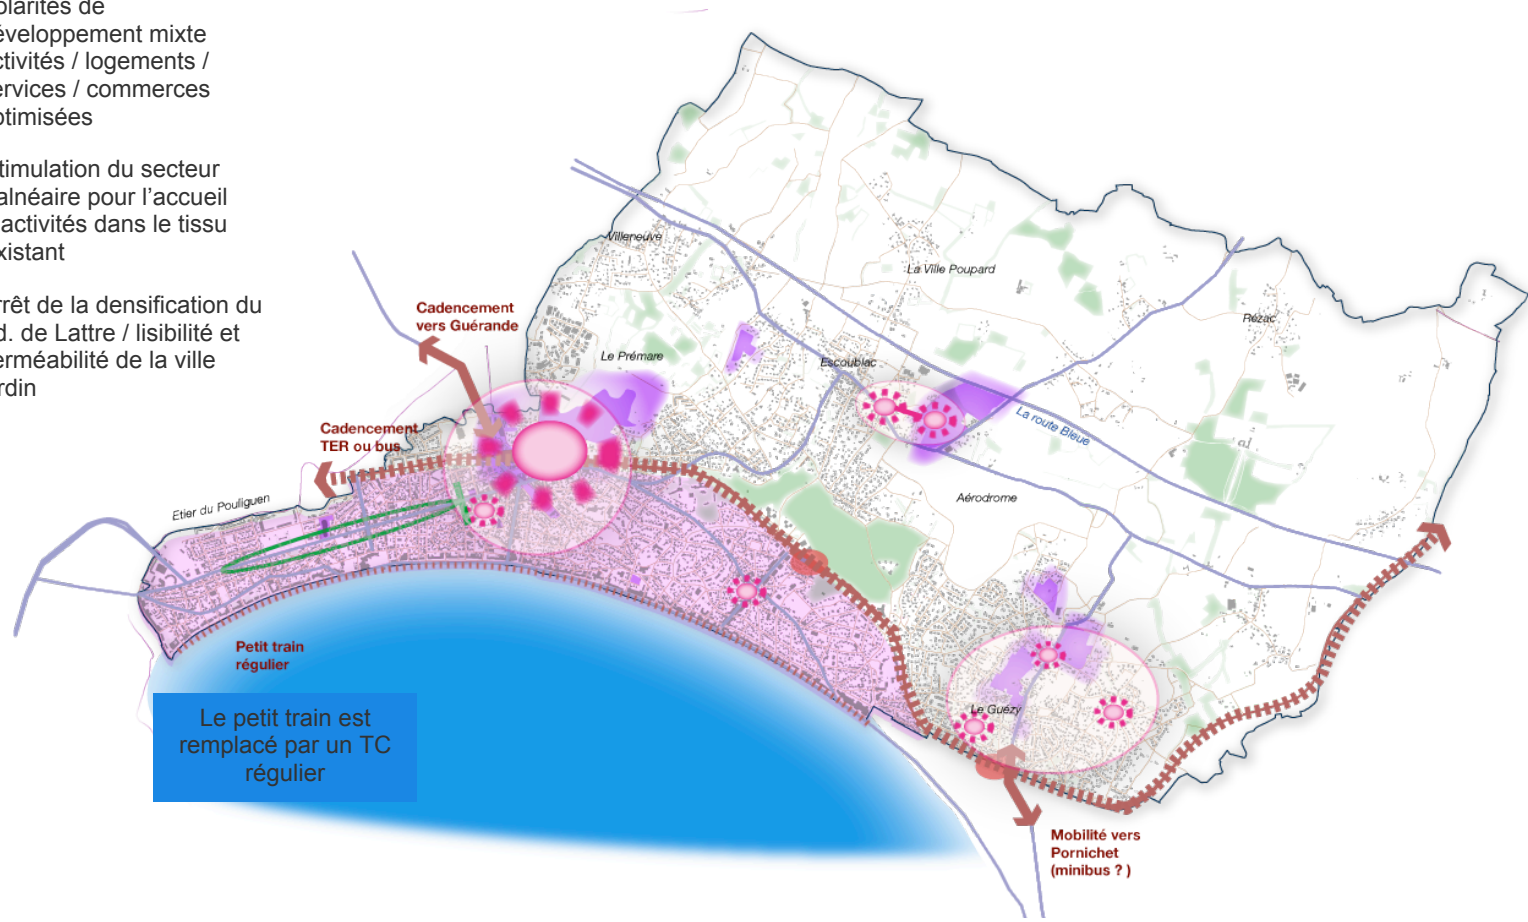 olarités de
éveloppement mixte
ctivités / logements /
ervices / commerces
ptimisées
timulation du secteur
alnéaire pour l'accueil
activités dans le tissu
xistant
rrêt de la densification du
d. de Lattre / lisibilité et
erméabilité de la ville
rdin
Villeneuve
La Ville Poupard
Cadencement
vers Guérande
Rézac
Le Prémare
Escoublac
La route Bleue
Cadencement
TER ou bus
Aérodrome
Etier du Pouliguen
Petit train
régulier
Le petit train est
remplacé par un TC
régulier
Le Guézy
Mobilité vers
Pornichet
(minibus ? )